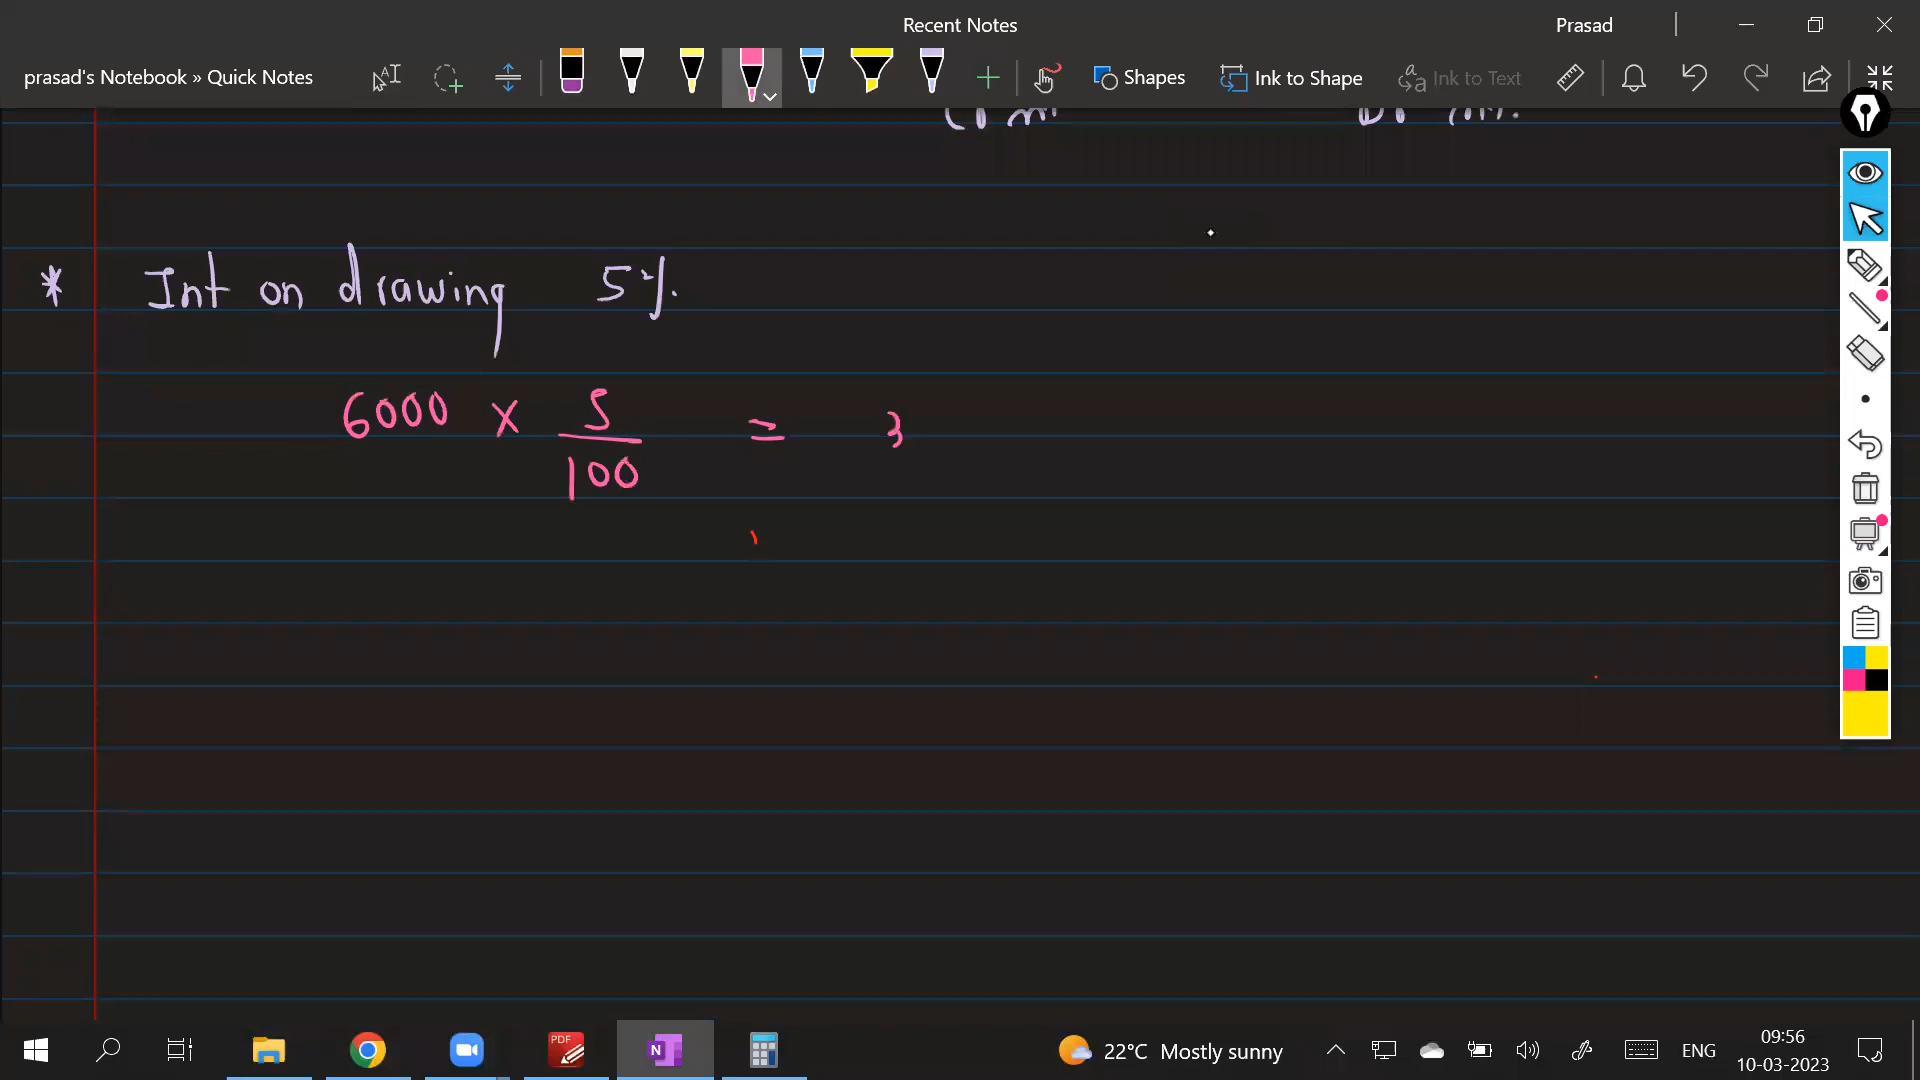 Recent Notes
Prasad
prasad's Notebook » Quick Notes
Shapes
Ink to Shape
Ink to Text
* Int on drawing 5%.
6000 x 5/100 = 3
PDF
N
22°C Mostly sunny
ENG
09:56
10-03-2023